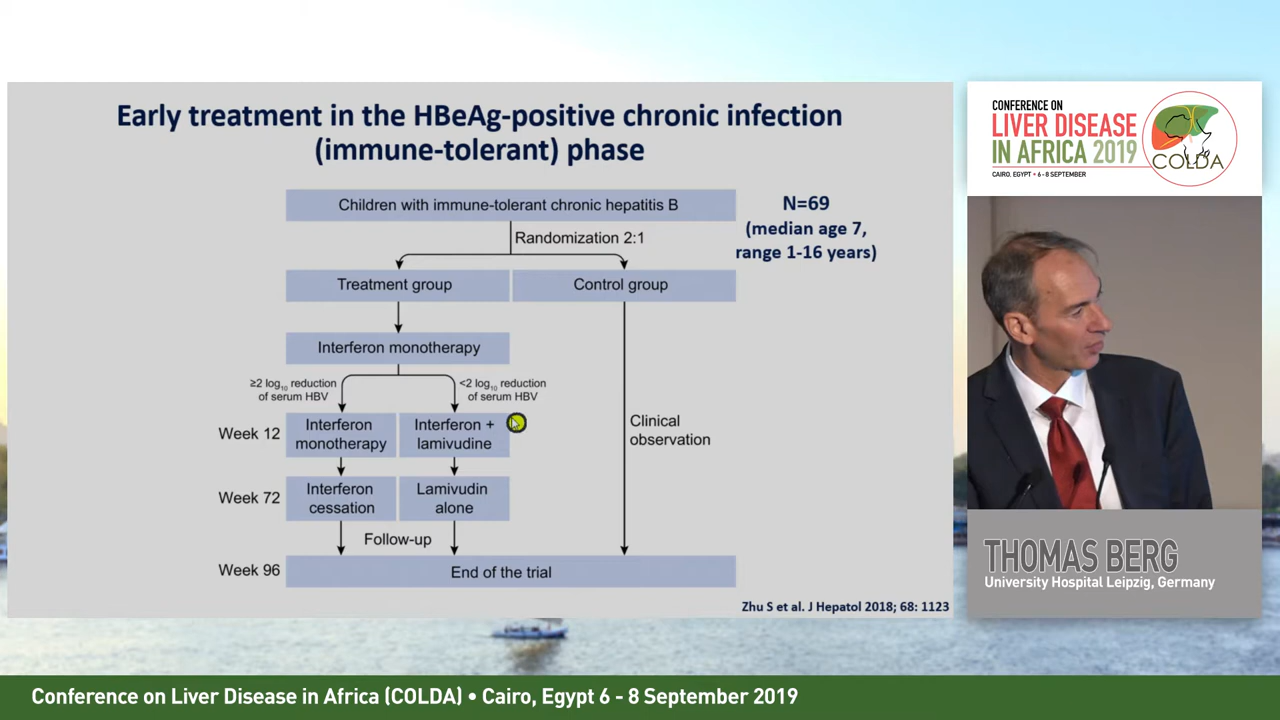 Early treatment in the HBeAg-positive chronic infection
(immune-tolerant) phase
Children with immune-tolerant chronic hepatitis B
N=69
(median age 7,
range 1-16 years)
Randomization 2:1
Treatment group
Control group
Interferon monotherapy
≥2 log10 reduction
of serum HBV
<2 log10 reduction
of serum HBV
Week 12
Interferon
monotherapy
Interferon +
lamivudine
Clinical
observation
Week 72
Interferon
cessation
Lamivudin
alone
Follow-up
Week 96
End of the trial
Zhu S et al. J Hepatol 2018; 68: 1123
CONFERENCE ON
LIVER DISEASE
IN AFRICA 2019
CAIRO, EGYPT • 6 - 8 SEPTEMBER
COLDA
THOMAS BERG
University Hospital Leipzig, Germany
Conference on Liver Disease in Africa (COLDA) • Cairo, Egypt 6 - 8 September 2019